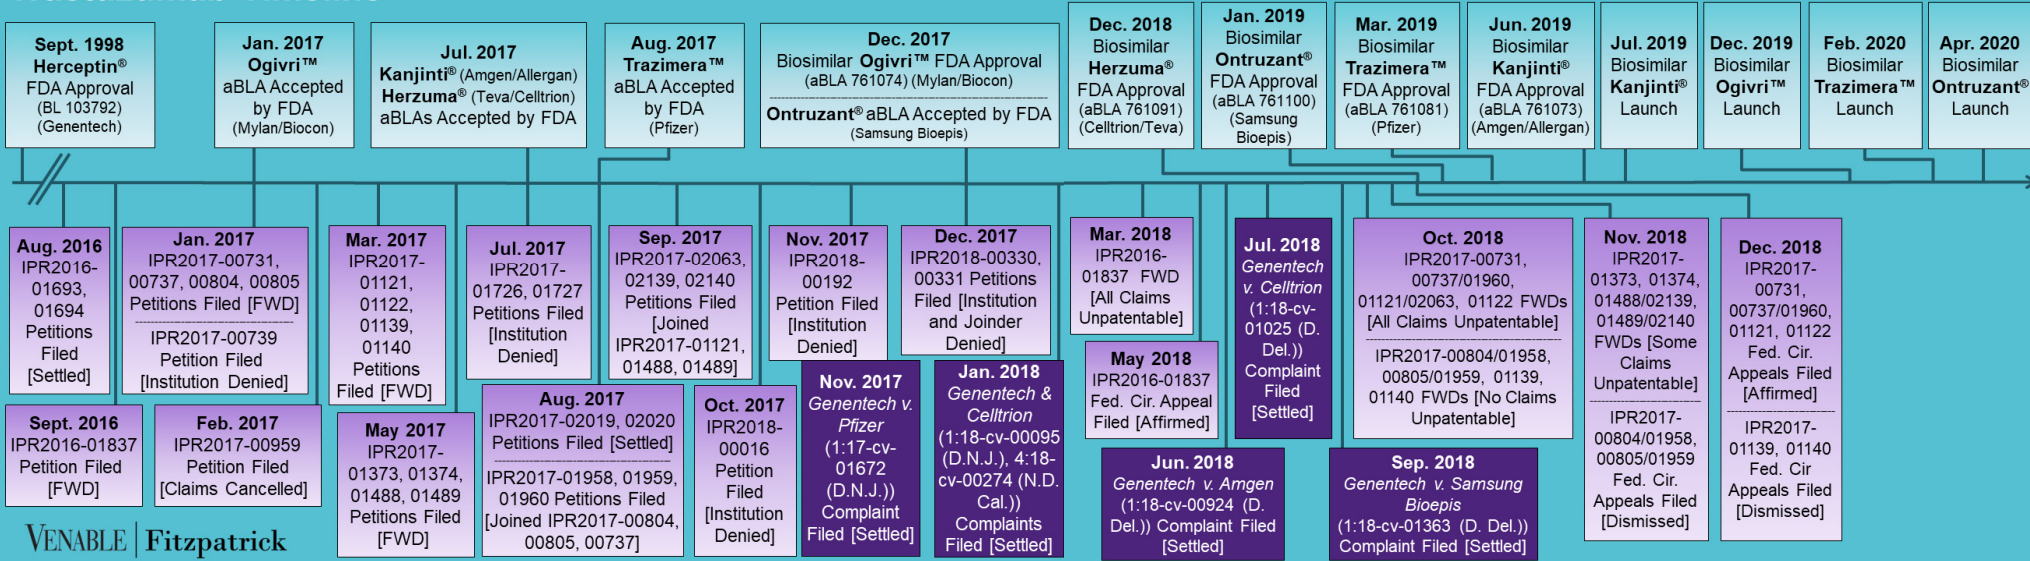 Sept. 1998
Herceptin®
FDA Approval
(BL 103792)
(Genentech)
Jan. 2017
Ogivri™
aBLA Accepted
by FDA
(Mylan/Biocon)
Jul. 2017
Kanjinti® (Amgen/Allergan)
Herzuma® (Teva/Celltrion)
aBLAs Accepted by FDA
Aug. 2017
Trazimera™
aBLA Accepted
by FDA
(Pfizer)
Dec. 2017
Biosimilar Ogivri™ FDA Approval
(aBLA 761074) (Mylan/Biocon)
Ontruzant® aBLA Accepted by FDA
(Samsung Bioepis)
Dec. 2018
Biosimilar
Herzuma®
FDA Approval
(aBLA 761091)
(Celltrion/Teva)
Jan. 2019
Biosimilar
Ontruzant®
FDA Approval
(aBLA 761100)
(Samsung
Bioepis)
Mar. 2019
Biosimilar
Trazimera™
FDA Approval
(aBLA 761081)
(Pfizer)
Jun. 2019
Biosimilar
Kanjinti®
FDA Approval
(aBLA 761073)
(Amgen/Allergan)
Jul. 2019
Biosimilar
Kanjinti®
Launch
Dec. 2019
Biosimilar
Ogivri™
Launch
Feb. 2020
Biosimilar
Trazimera™
Launch
Apr. 2020
Biosimilar
Ontruzant®
Launch
Aug. 2016
IPR2016-
01693,
01694
Petitions
Filed
[Settled]
Sept. 2016
IPR2016-01837
Petition Filed
[FWD]
Jan. 2017
IPR2017-00731,
00737, 00804, 00805
Petitions Filed [FWD]
IPR2017-00739
Petition Filed
[Institution Denied]
Feb. 2017
IPR2017-00959
Petition Filed
[Claims Cancelled]
Mar. 2017
IPR2017-
01121,
01122,
01139,
01140
Petitions
Filed [FWD]
May 2017
IPR2017-
01373, 01374,
01488, 01489
Petitions Filed
[FWD]
Jul. 2017
IPR2017-
01726, 01727
Petitions Filed
[Institution
Denied]
Aug. 2017
IPR2017-02019, 02020
Petitions Filed [Settled]
IPR2017-01958, 01959,
01960 Petitions Filed
[Joined IPR2017-00804,
00805, 00737]
Sep. 2017
IPR2017-02063,
02139, 02140
Petitions Filed
[Joined
IPR2017-01121,
01488, 01489]
Oct. 2017
IPR2018-
00016
Petition
Filed
[Institution
Denied]
Nov. 2017
IPR2018-
00192
Petition Filed
[Institution
Denied]
Nov. 2017
Genentech v.
Pfizer
(1:17-cv-
01672
(D.N.J.))
Complaint
Filed [Settled]
Dec. 2017
IPR2018-00330,
00331 Petitions
Filed [Institution
and Joinder
Denied]
Jan. 2018
Genentech &
Celltrion
(1:18-cv-00095
(D.N.J.), 4:18-
cv-00274 (N.D.
Cal.))
Complaints
Filed [Settled]
Mar. 2018
IPR2016-
01837 FWD
[All Claims
Unpatentable]
May 2018
IPR2016-01837
Fed. Cir. Appeal
Filed [Affirmed]
Jun. 2018
Genentech v. Amgen
(1:18-cv-00924 (D.
Del.)) Complaint Filed
[Settled]
Jul. 2018
Genentech
v. Celltrion
(1:18-cv-
01025 (D.
Del.))
Complaint
Filed
[Settled]
Sep. 2018
Genentech v. Samsung
Bioepis
(1:18-cv-01363 (D. Del.))
Complaint Filed [Settled]
Oct. 2018
IPR2017-00731,
00737/01960,
01121/02063, 01122 FWDs
[All Claims Unpatentable]
IPR2017-00804/01958,
00805/01959, 01139,
01140 FWDs [No Claims
Unpatentable]
Nov. 2018
IPR2017-
01373, 01374,
01488/02139,
01489/02140
FWDs [Some
Claims
Unpatentable]
IPR2017-
00804/01958,
00805/01959
Fed. Cir.
Appeals Filed
[Dismissed]
Dec. 2018
IPR2017-
00731,
00737/01960,
01121, 01122
Fed. Cir.
Appeals Filed
[Affirmed]
IPR2017-
01139, 01140
Fed. Cir
Appeals Filed
[Dismissed]
VENABLE | Fitzpatrick